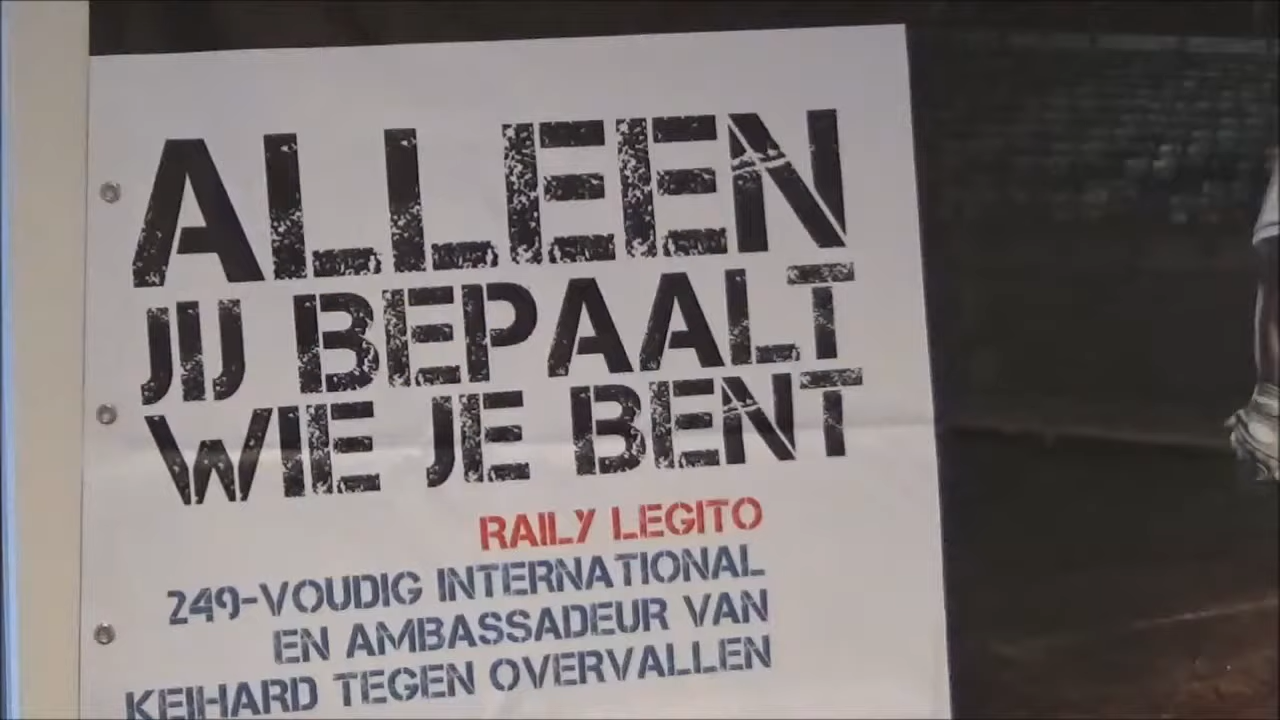 ALLEEN
JIJ BEPAALT
WIE JE BENT
RAILY LEGITO
249-VOUDIG INTERNATIONAL
EN AMBASSADEUR VAN
KEIHARD TEGEN OVERVALLEN